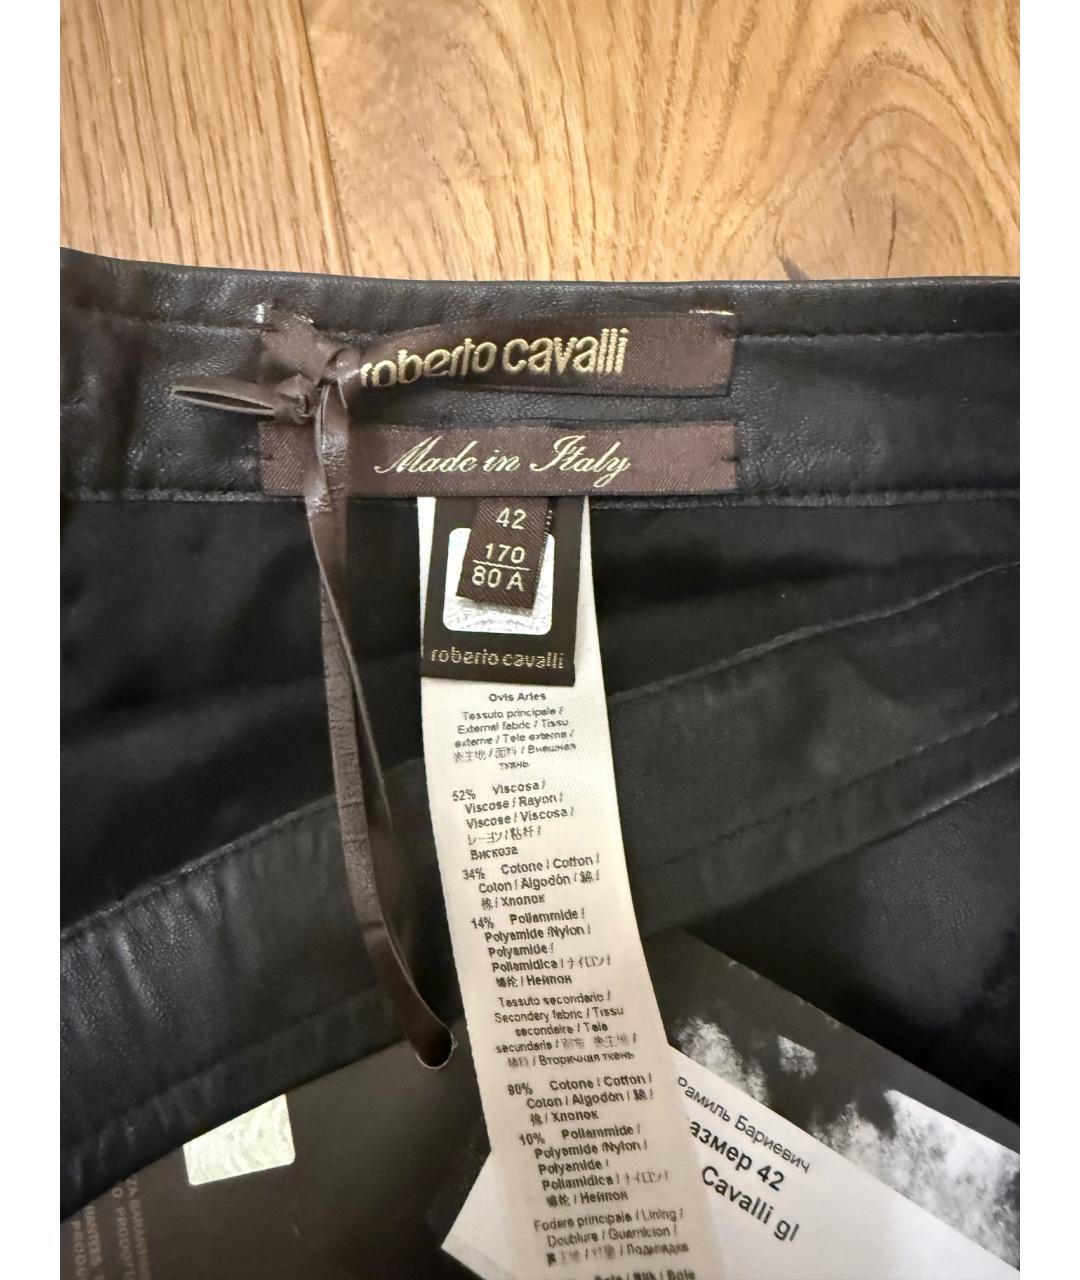 roberto cavalli
Made in Italy
42
170
80 A
roberto cavalli
Ovis Aries
Tessuto principale /
External fabric / Tissu
externe / Tela externa /
表生地 / 面料 / Внешняя
ткань
52% Viscosa /
Viscose / Rayon /
Viscose / Viscosa /
レーヨン / 粘纤 /
Вискоза
34% Cotone / Cotton /
Coton / Algodón / 綿 /
棉 / Хлопок
14% Poliammide /
Polyamide /Nylon /
Polyamide /
Poliamidica / ナイロン /
锦纶 / Нейлон
Tessuto secondario /
Secondary fabric / Tissu
secondaire / Tela
secundaria / 別布 表生地 /
辅料 / Вторичная ткань
90% Cotone / Cotton /
Coton / Algodón / 綿 /
棉 / Хлопок
10% Poliammide /
Polyamide /Nylon /
Polyamide /
Poliamidica / ナイロン /
锦纶 / Нейлон
Fodera principale / Lining /
Doublure / Guarnicion /
裏生地 / 衬里 / Подкладка
Рамиль Бариевич
азмер 42
Cavalli gl